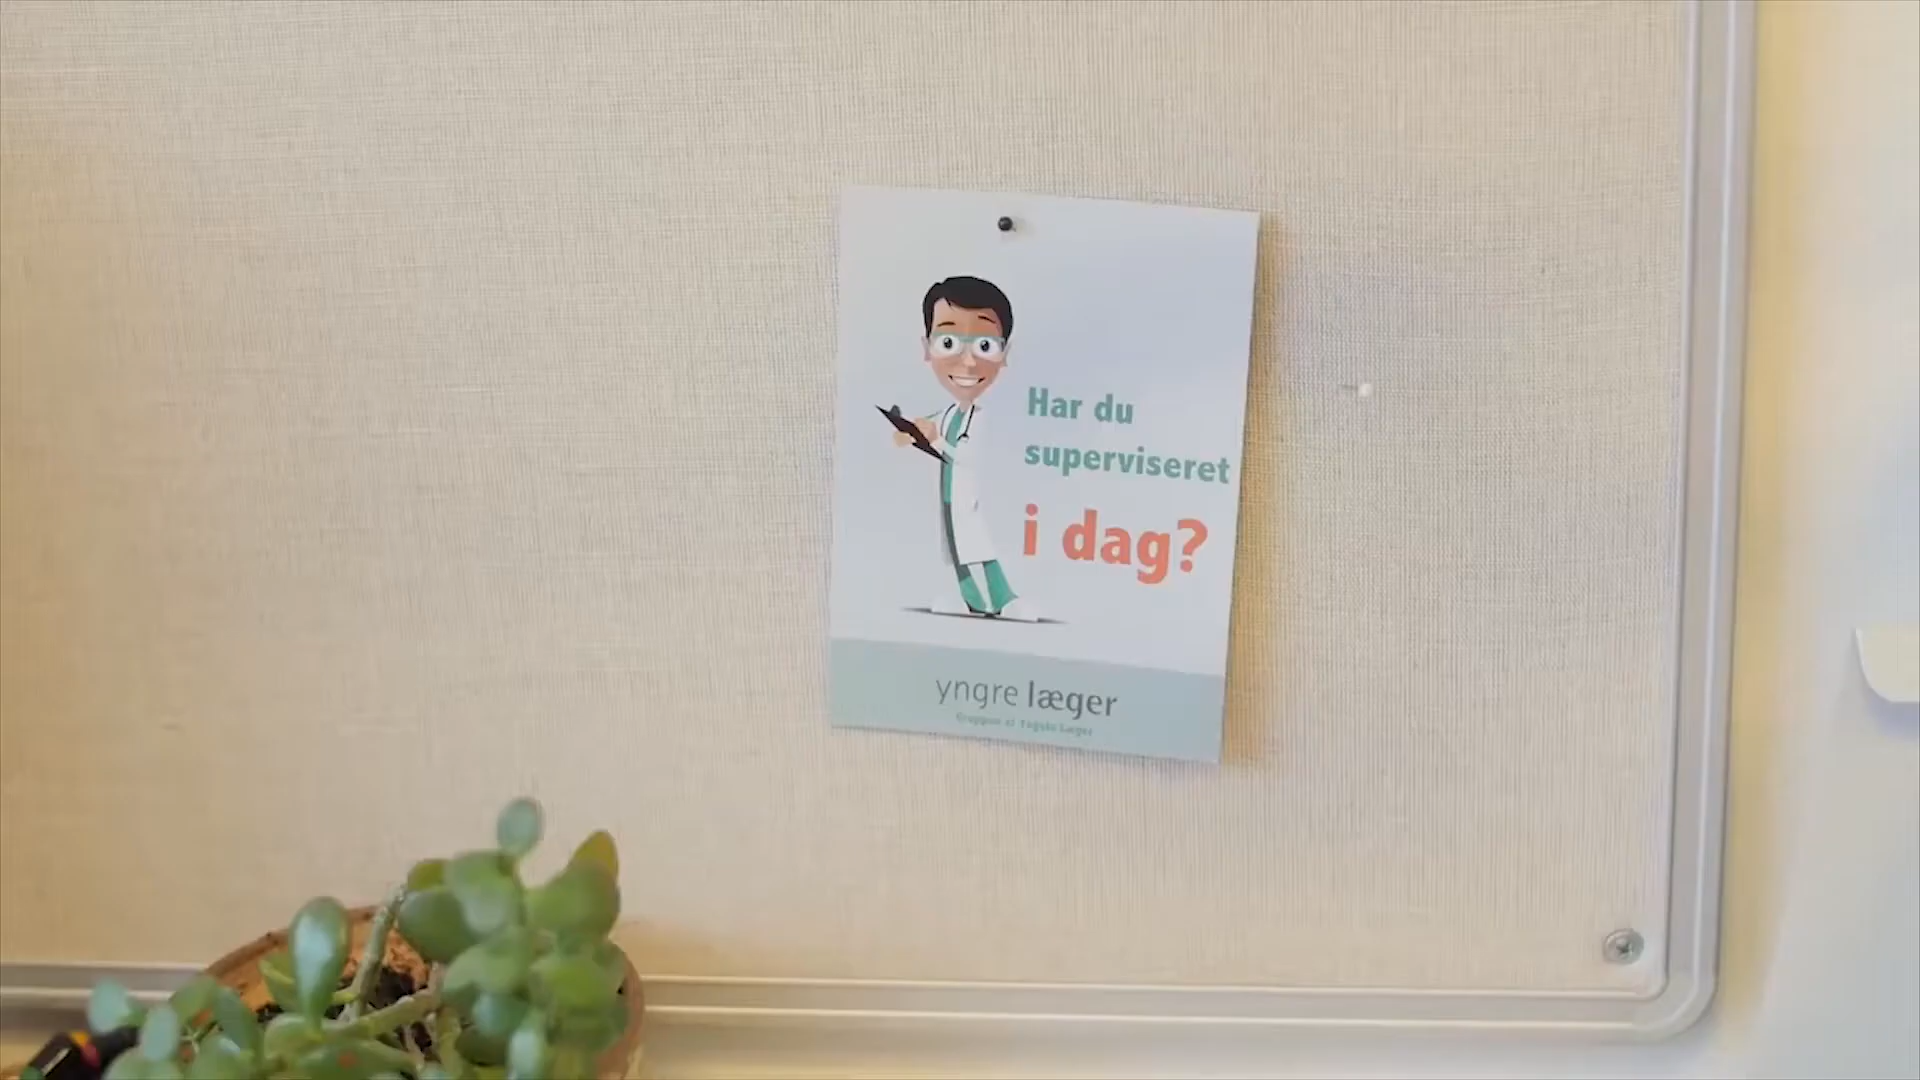 Har du
superviseret
i dag?
yngre læger